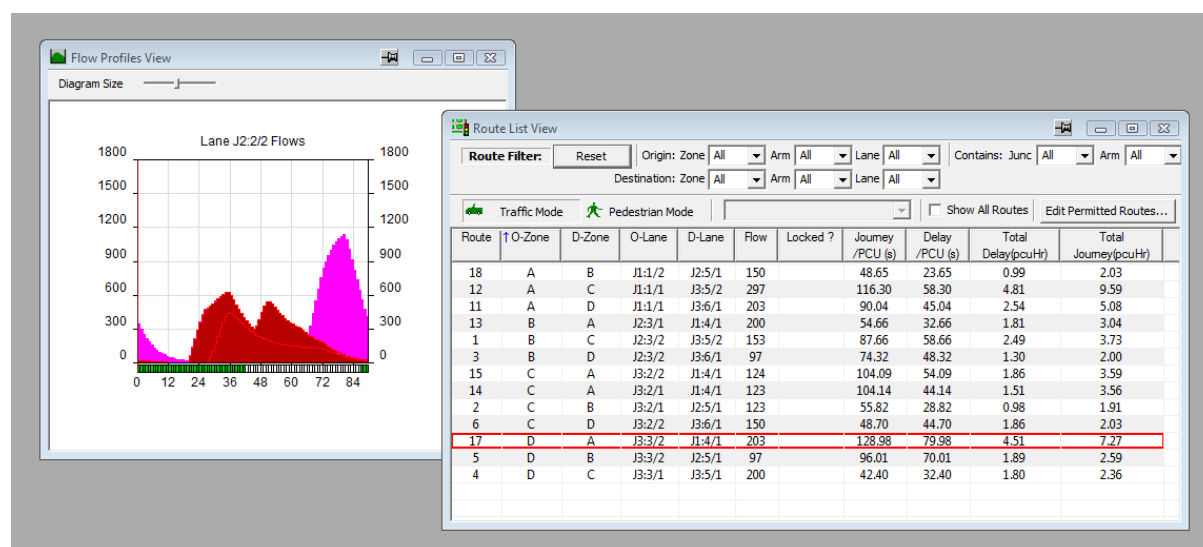 Flow Profiles View
Diagram Size
Lane J2:2/2 Flows
1800 1800
1500 1500
1200 1200
900 900
600 600
300 300
0 0
0 12 24 36 48 60 72 84
Route List View
Route Filter: Reset Origin: Zone All Arm All Lane All Contains: Junc All Arm All
Destination: Zone All Arm All Lane All
Traffic Mode Pedestrian Mode Show All Routes Edit Permitted Routes...
Route ↑O-Zone D-Zone O-Lane D-Lane Flow Locked ? Journey /PCU (s) Delay /PCU (s) Total Delay(pcuHr) Total Journey(pcuHr)
18 A B J1:1/2 J2:5/1 150 48.65 23.65 0.99 2.03
12 A C J1:1/1 J3:5/2 297 116.30 58.30 4.81 9.59
11 A D J1:1/1 J3:6/1 203 90.04 45.04 2.54 5.08
13 B A J2:3/1 J1:4/1 200 54.66 32.66 1.81 3.04
1 B C J2:3/2 J3:5/2 153 87.66 58.66 2.49 3.73
3 B D J2:3/2 J3:6/1 97 74.32 48.32 1.30 2.00
15 C A J3:2/2 J1:4/1 124 104.09 54.09 1.86 3.59
14 C A J3:2/1 J1:4/1 123 104.14 44.14 1.51 3.56
2 C B J3:2/1 J2:5/1 123 55.82 28.82 0.98 1.91
6 C D J3:2/2 J3:6/1 150 48.70 44.70 1.86 2.03
17 D A J3:3/2 J1:4/1 203 128.98 79.98 4.51 7.27
5 D B J3:3/2 J2:5/1 97 96.01 70.01 1.89 2.59
4 D C J3:3/1 J3:5/1 200 42.40 32.40 1.80 2.36